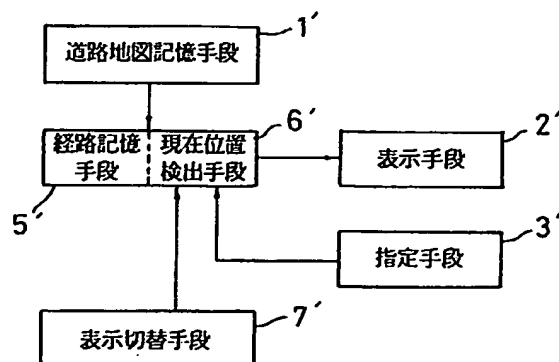 1′
道路地図記憶手段
6′
経路記憶
手段
現在位置
検出手段
2′
表示手段
5′
3′
指定手段
7′
表示切替手段